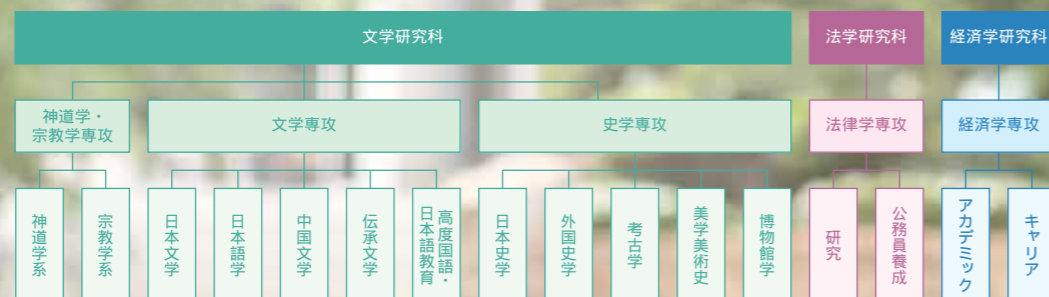 文学研究科
法学研究科
経済学研究科
神道学・
宗教学専攻
文学専攻
史学専攻
法律学専攻
経済学専攻
神道学系
宗教学系
日本文学
日本語学
中国文学
伝承文学
高度国語・
日本語教育
日本史学
外国史学
考古学
美学美術史
博物館学
研究
公務員養成
アカデミック
キャリア